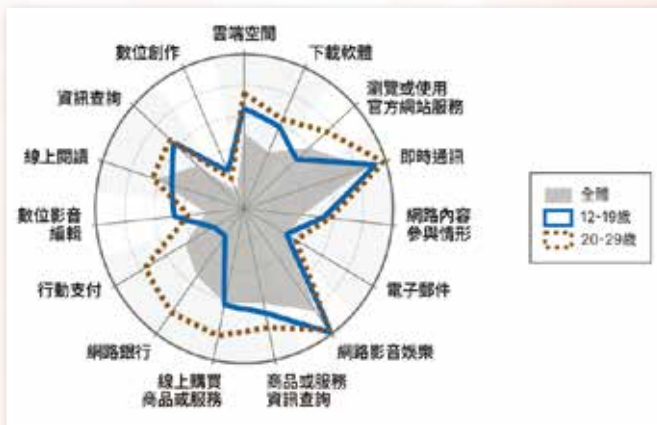 雲端空間
下載軟體
瀏覽或使用
官方網站服務
即時通訊
網路內容
參與情形
電子郵件
網路影音娛樂
商品或服務
資訊查詢
線上購買
商品或服務
網路銀行
行動支付
數位影音
編輯
線上閱讀
資訊查詢
數位創作
全體
12-19歲
20-29歲